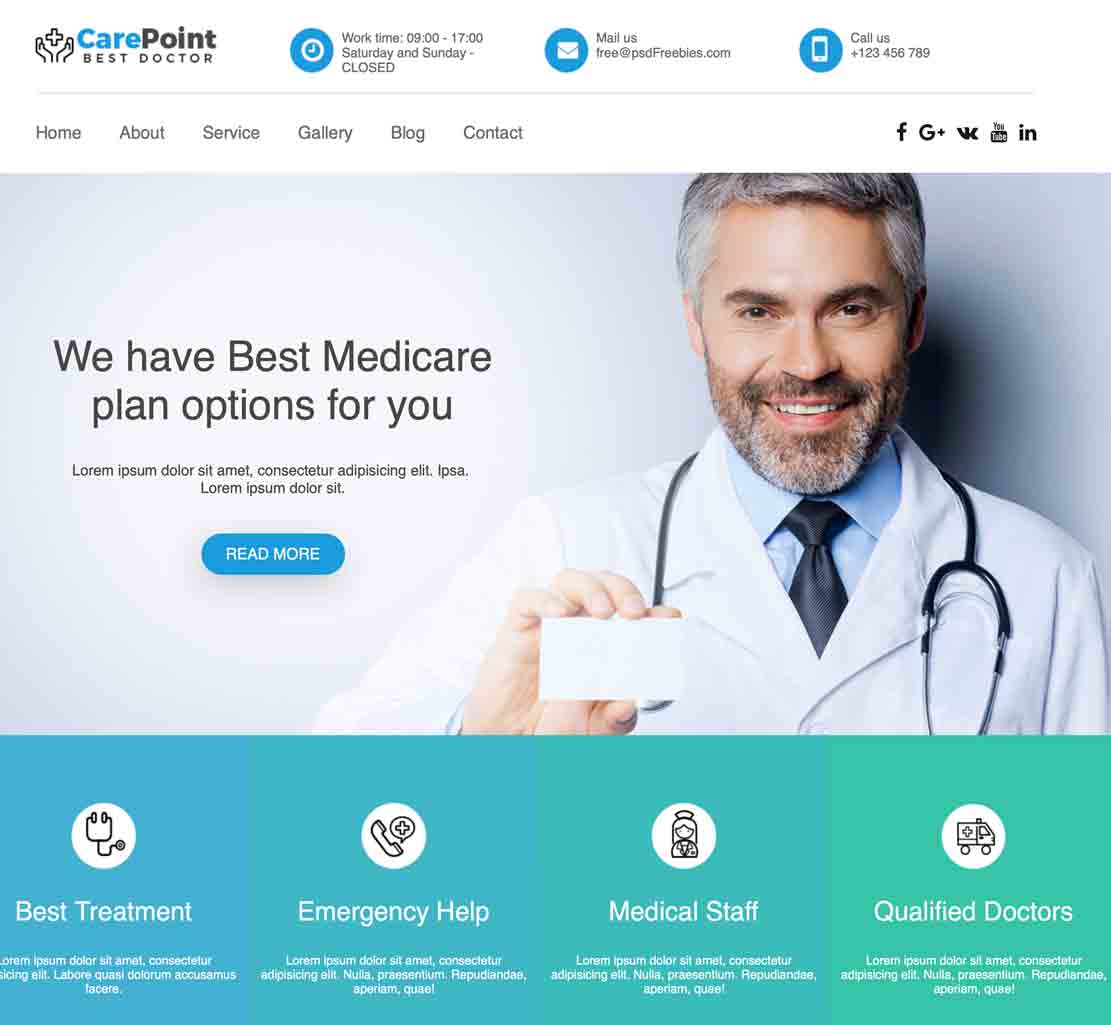 CarePoint
BEST DOCTOR
Work time: 09:00 - 17:00
Saturday and Sunday -
CLOSED
Mail us
free@psdFreebies.com
Call us
+123 456 789
Home
About
Service
Gallery
Blog
Contact
f
G+
You
Tube
in
We have Best Medicare
plan options for you
Lorem ipsum dolor sit amet, consectetur adipisicing elit. Ipsa.
Lorem ipsum dolor sit.
READ MORE
Best Treatment
orem ipsum dolor sit amet, consectetur
sicing elit. Labore quasi dolorum accusamus
facere.
Emergency Help
Lorem ipsum dolor sit amet, consectetur
adipisicing elit. Nulla, praesentium. Repudiandae,
aperiam, quae!
Medical Staff
Lorem ipsum dolor sit amet, consectetur
adipisicing elit. Nulla, praesentium. Repudiandae,
aperiam, quae!
Qualified Doctors
Lorem ipsum dolor sit amet, consectetur
adipisicing elit. Nulla, praesentium. Repudiandae,
aperiam, quae!